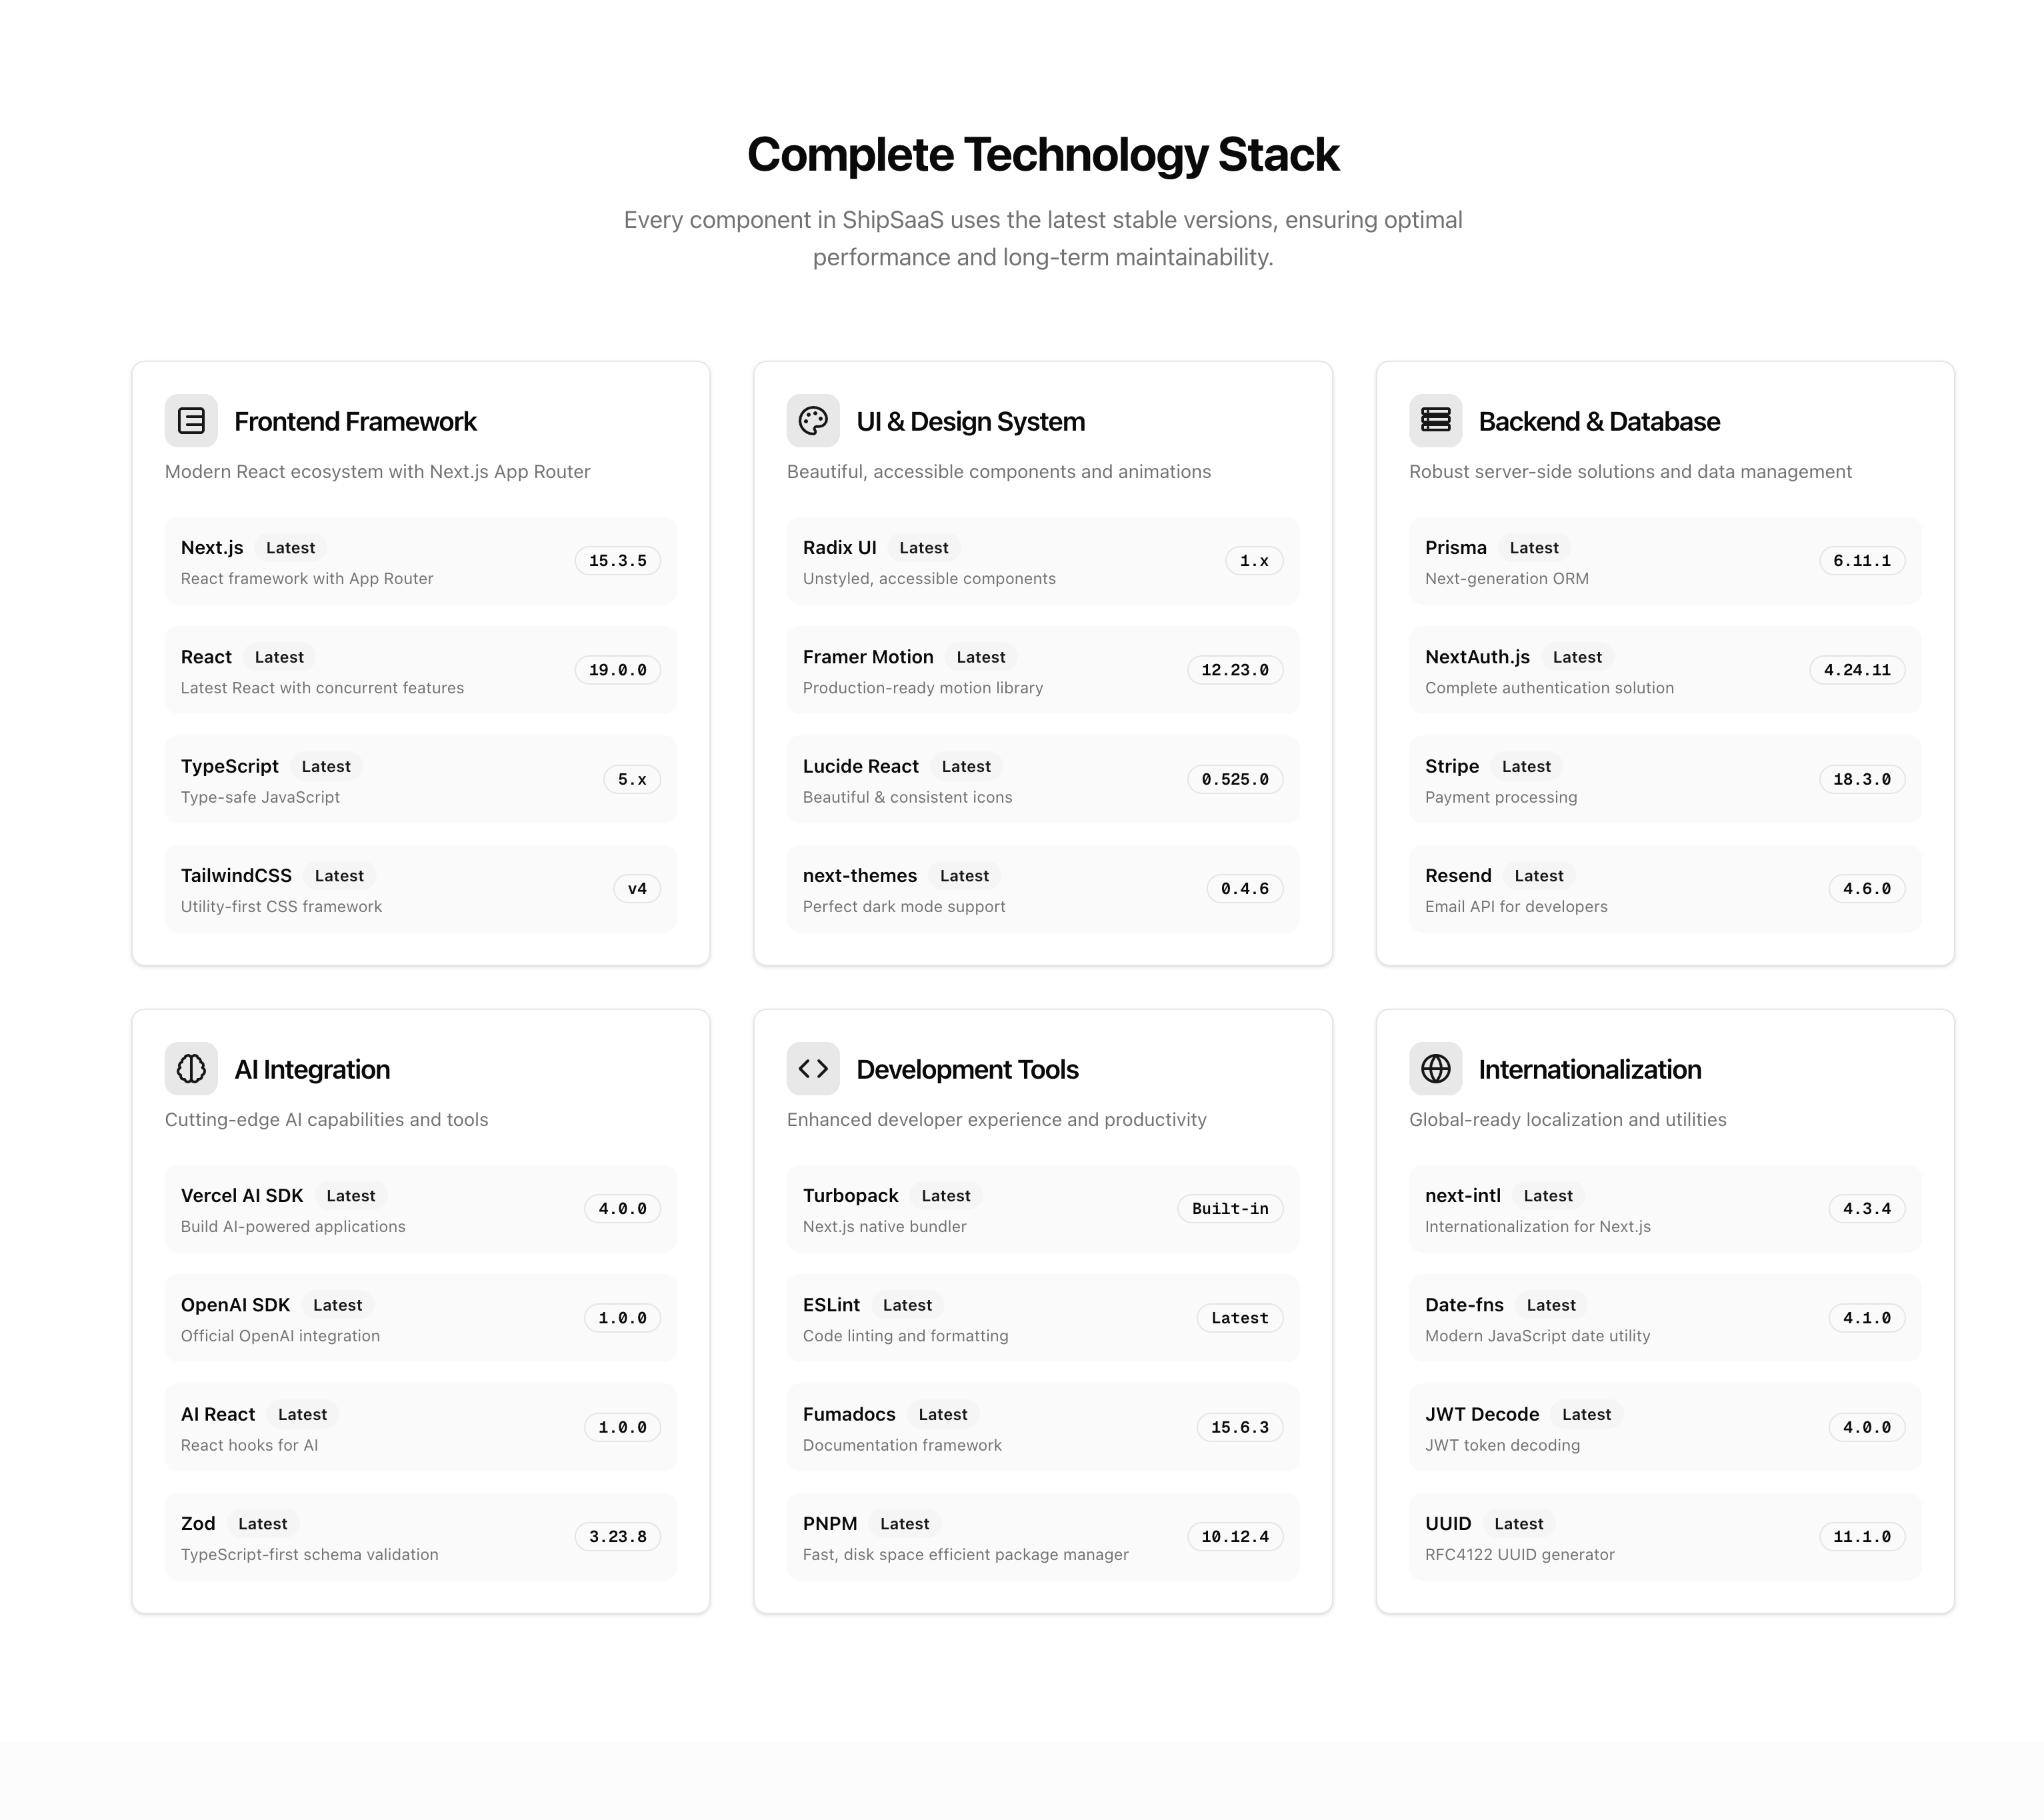 Complete Technology Stack
Every component in ShipSaaS uses the latest stable versions, ensuring optimal
performance and long-term maintainability.
Frontend Framework
Modern React ecosystem with Next.js App Router
Next.js Latest
React framework with App Router
15.3.5
React Latest
Latest React with concurrent features
19.0.0
TypeScript Latest
Type-safe JavaScript
5.x
TailwindCSS Latest
Utility-first CSS framework
v4
UI & Design System
Beautiful, accessible components and animations
Radix UI Latest
Unstyled, accessible components
1.x
Framer Motion Latest
Production-ready motion library
12.23.0
Lucide React Latest
Beautiful & consistent icons
0.525.0
next-themes Latest
Perfect dark mode support
0.4.6
Backend & Database
Robust server-side solutions and data management
Prisma Latest
Next-generation ORM
6.11.1
NextAuth.js Latest
Complete authentication solution
4.24.11
Stripe Latest
Payment processing
18.3.0
Resend Latest
Email API for developers
4.6.0
AI Integration
Cutting-edge AI capabilities and tools
Vercel AI SDK Latest
Build AI-powered applications
4.0.0
OpenAI SDK Latest
Official OpenAI integration
1.0.0
AI React Latest
React hooks for AI
1.0.0
Zod Latest
TypeScript-first schema validation
3.23.8
Development Tools
Enhanced developer experience and productivity
Turbopack Latest
Next.js native bundler
Built-in
ESLint Latest
Code linting and formatting
Latest
Fumadocs Latest
Documentation framework
15.6.3
PNPM Latest
Fast, disk space efficient package manager
10.12.4
Internationalization
Global-ready localization and utilities
next-intl Latest
Internationalization for Next.js
4.3.4
Date-fns Latest
Modern JavaScript date utility
4.1.0
JWT Decode Latest
JWT token decoding
4.0.0
UUID Latest
RFC4122 UUID generator
11.1.0